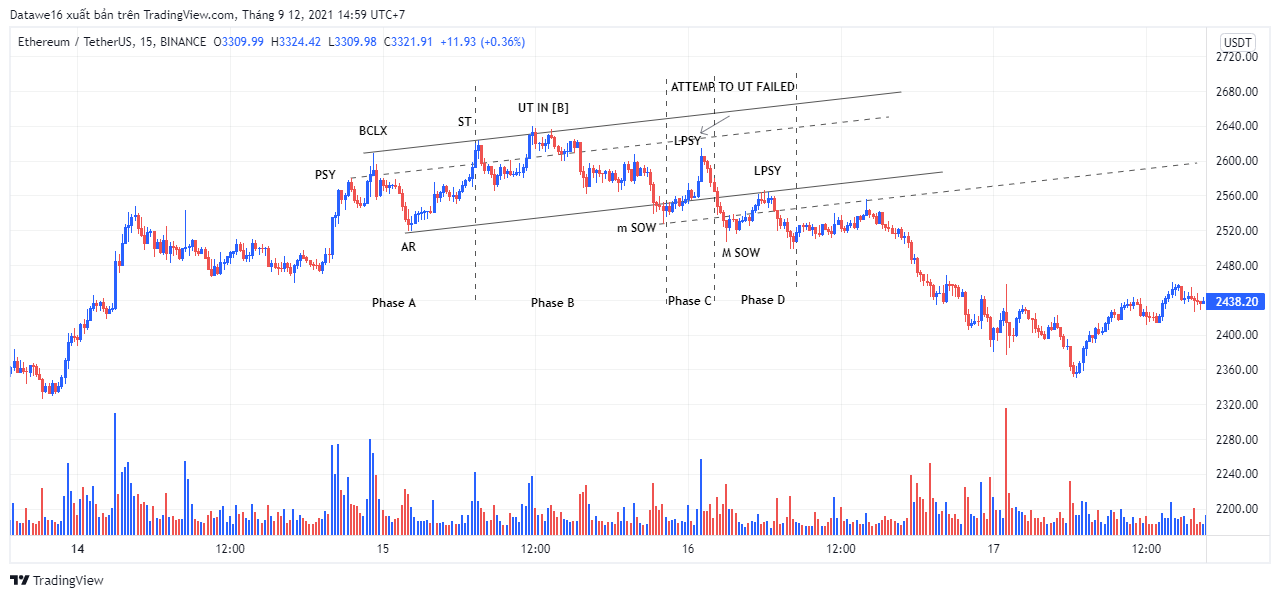 Datawe16 xuất bản trên TradingView.com, Tháng 9 12, 2021 14:59 UTC+7
Ethereum / TetherUS, 15, BINANCE O3309.99 H3324.42 L3309.98 C3321.91 +11.93 (+0.36%)
USDT
2720.00
2680.00
2640.00
2600.00
2560.00
2520.00
2480.00
2438.20
2400.00
2360.00
2320.00
2280.00
2240.00
2200.00
ATTEMP TO UT FAILED
UT IN [B]
ST
BCLX
LPSY
PSY
LPSY
m SOW
AR
M SOW
Phase A
Phase B
Phase C
Phase D
14
12:00
15
12:00
16
12:00
17
12:00
TradingView